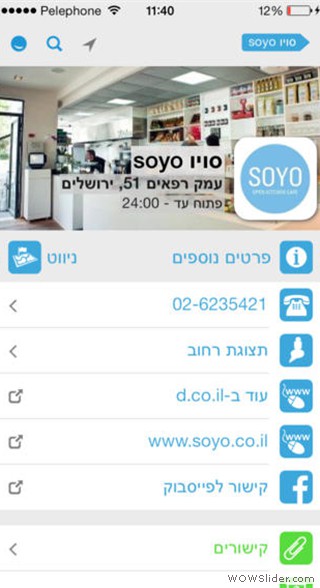 Pelephone 11:40 12%
סויו soyo
סויו soyo
עמק רפאים 51, ירושלים
פתוח עד - 24:00
SOYO
OPEN KITCHEN CAFE
פרטים נוספים
ניווט
02-6235421
תצוגת רחוב
עוד ב-d.co.il
www
www.soyo.co.il
www
קישור לפייסבוק
קישורים
WOWSlider.com